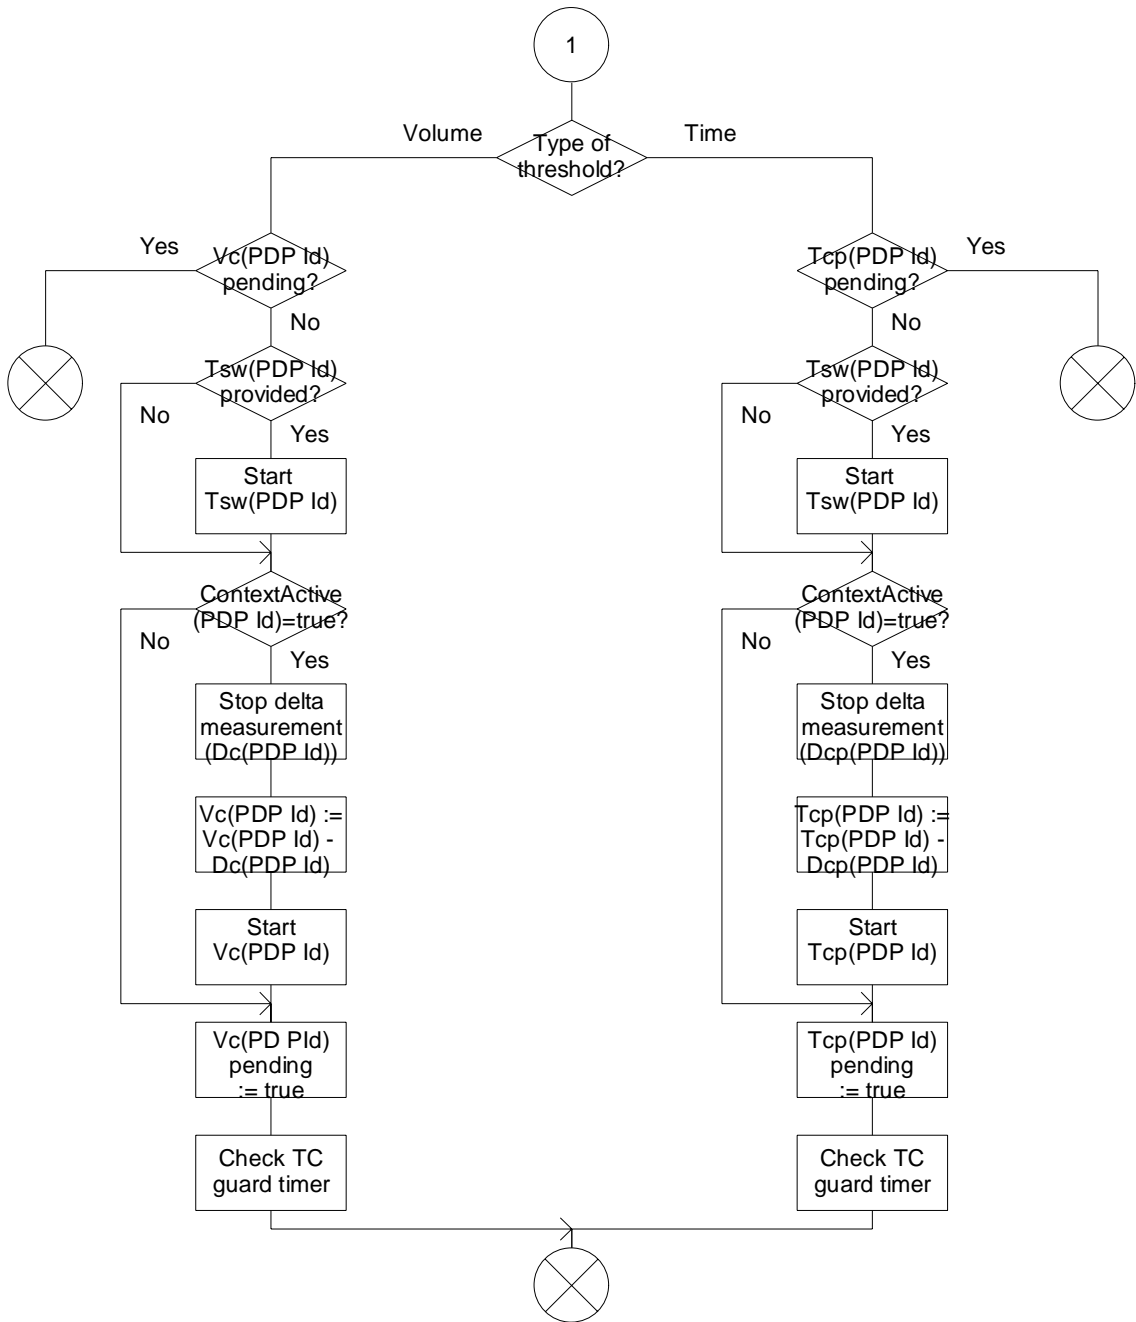 1
Volume
Type of
threshold?
Time
Yes
Vc(PDP Id)
pending?
No
Tsw(PDP Id)
provided?
No
Yes
Start
Tsw(PDP Id)
ContextActive
(PDP Id)=true?
No
Yes
Stop delta
measurement
(Dc(PDP Id))
Vc(PDP Id) :=
Vc(PDP Id) -
Dc(PDP Id)
Start
Vc(PDP Id)
Vc(PD PId)
pending
:= true
Check TC
guard timer
Tcp(PDP Id)
pending?
Yes
No
Tsw(PDP Id)
provided?
No
Yes
Start
Tsw(PDP Id)
ContextActive
(PDP Id)=true?
No
Yes
Stop delta
measurement
(Dcp(PDP Id))
Tcp(PDP Id) :=
Tcp(PDP Id) -
Dcp(PDP Id)
Start
Tcp(PDP Id)
Tcp(PDP Id)
pending
:= true
Check TC
guard timer